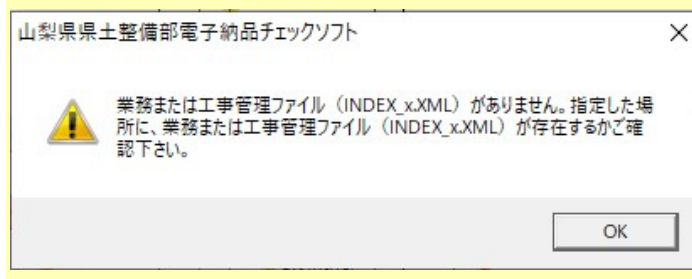 山梨県県土整備部電子納品チェックソフト
業務または工事管理ファイル（INDEX_x.XML）がありません。指定した場
所に、業務または工事管理ファイル（INDEX_x.XML）が存在するかご確
認下さい。
OK